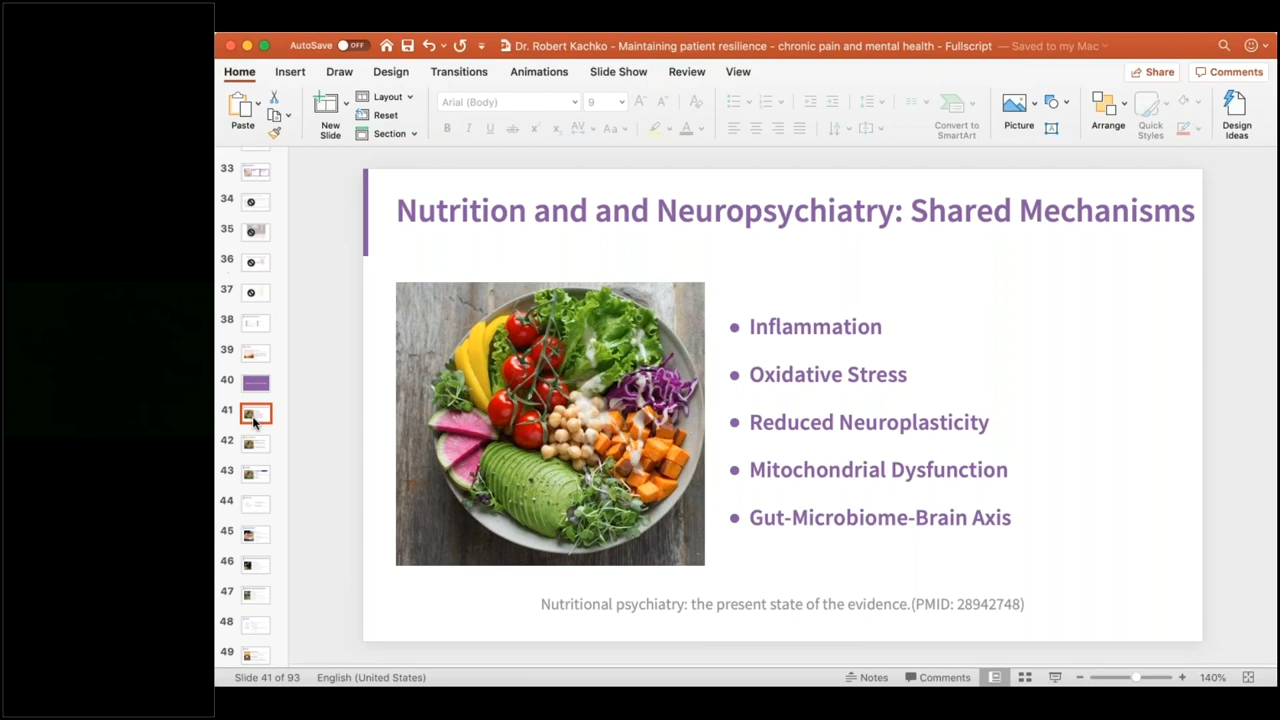 AutoSave OFF
Dr. Robert Kachko - Maintaining patient resilience - chronic pain and mental health - Fullscript — Saved to my Mac
Home Insert Draw Design Transitions Animations Slide Show Review View
Share Comments
Paste
New Slide
Layout
Reset
Section
Arial (Body) 9
Convert to SmartArt
Picture
Arrange
Quick Styles
Design Ideas
33
34
35
36
37
38
39
40
41
42
43
44
45
46
47
48
49
Nutrition and and Neuropsychiatry: Shared Mechanisms
• Inflammation
• Oxidative Stress
• Reduced Neuroplasticity
• Mitochondrial Dysfunction
• Gut-Microbiome-Brain Axis
Nutritional psychiatry: the present state of the evidence.(PMID: 28942748)
Slide 41 of 93 English (United States) Notes Comments 140%